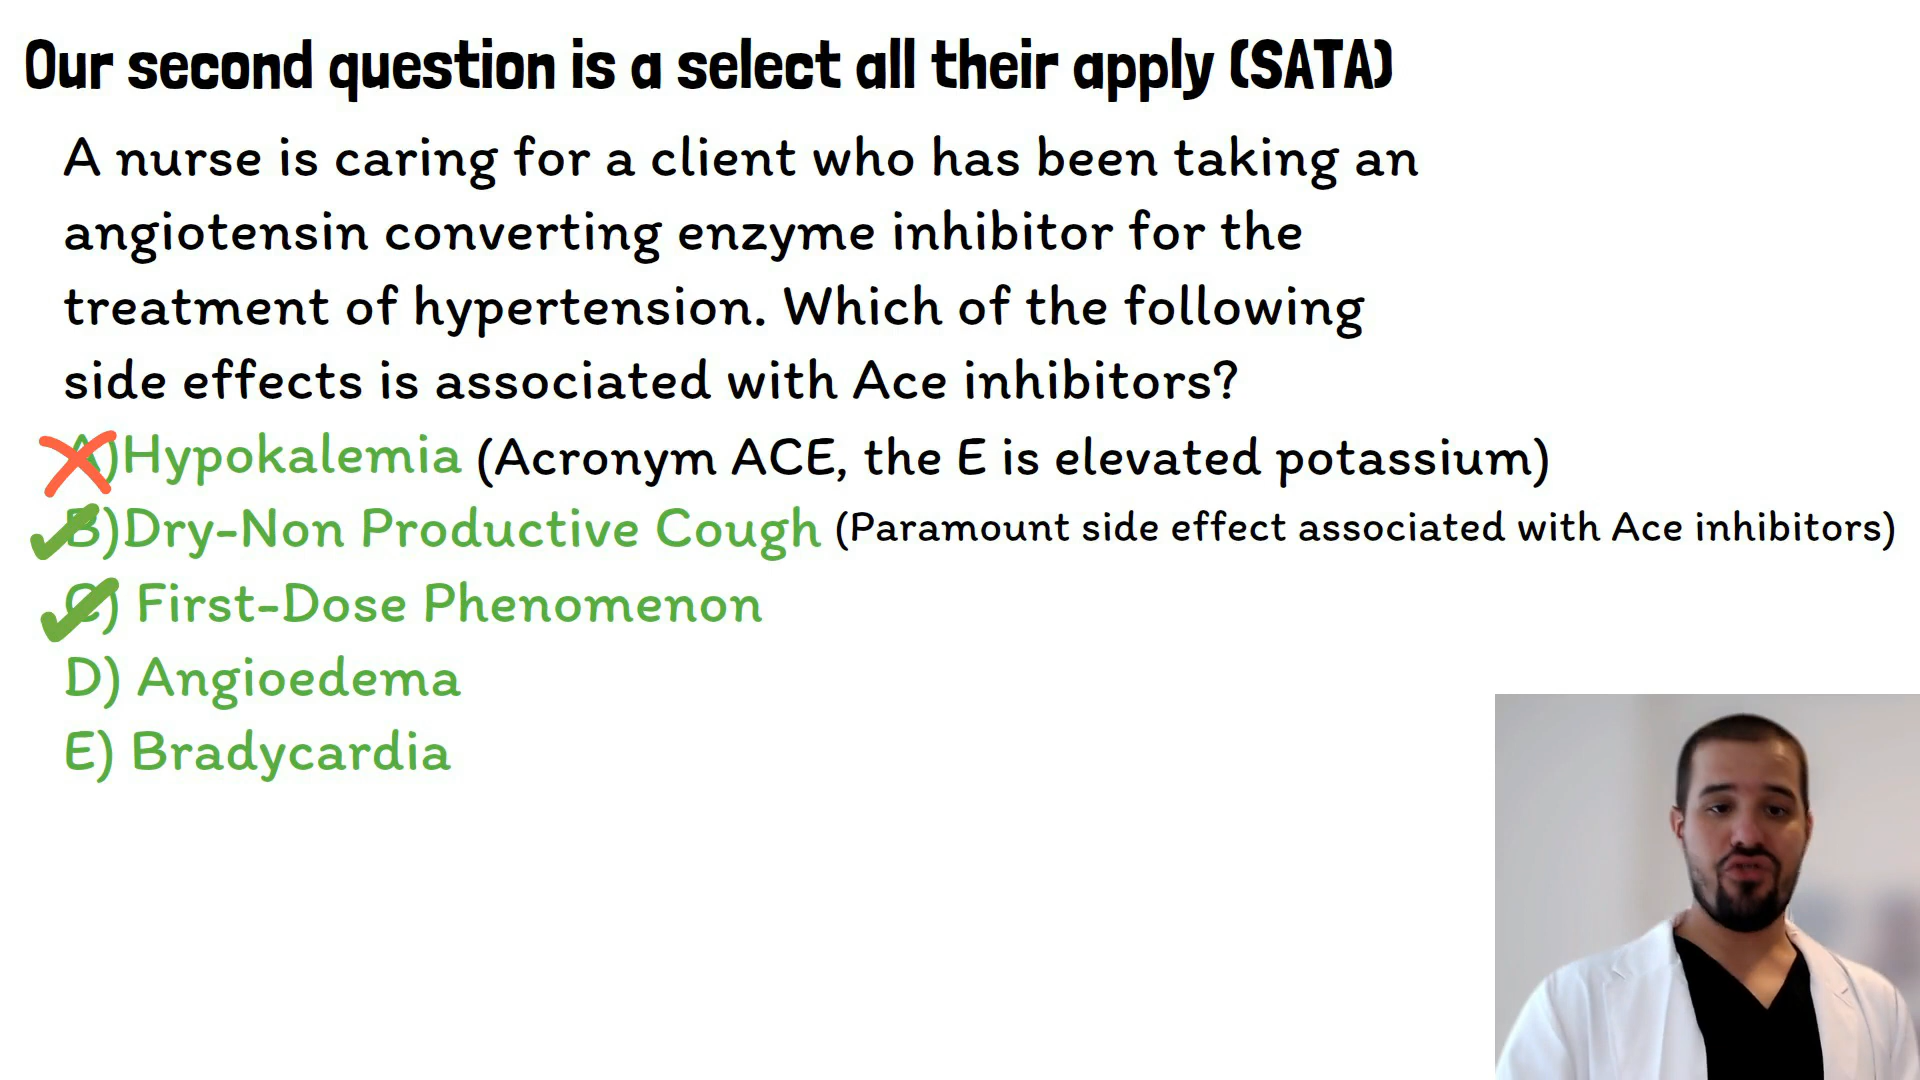 Our second question is a select all their apply (SATA)
A nurse is caring for a client who has been taking an
angiotensin converting enzyme inhibitor for the
treatment of hypertension. Which of the following
side effects is associated with Ace inhibitors?
A)Hypokalemia (Acronym ACE, the E is elevated potassium)
B)Dry-Non Productive Cough (Paramount side effect associated with Ace inhibitors)
C) First-Dose Phenomenon
D) Angioedema
E) Bradycardia